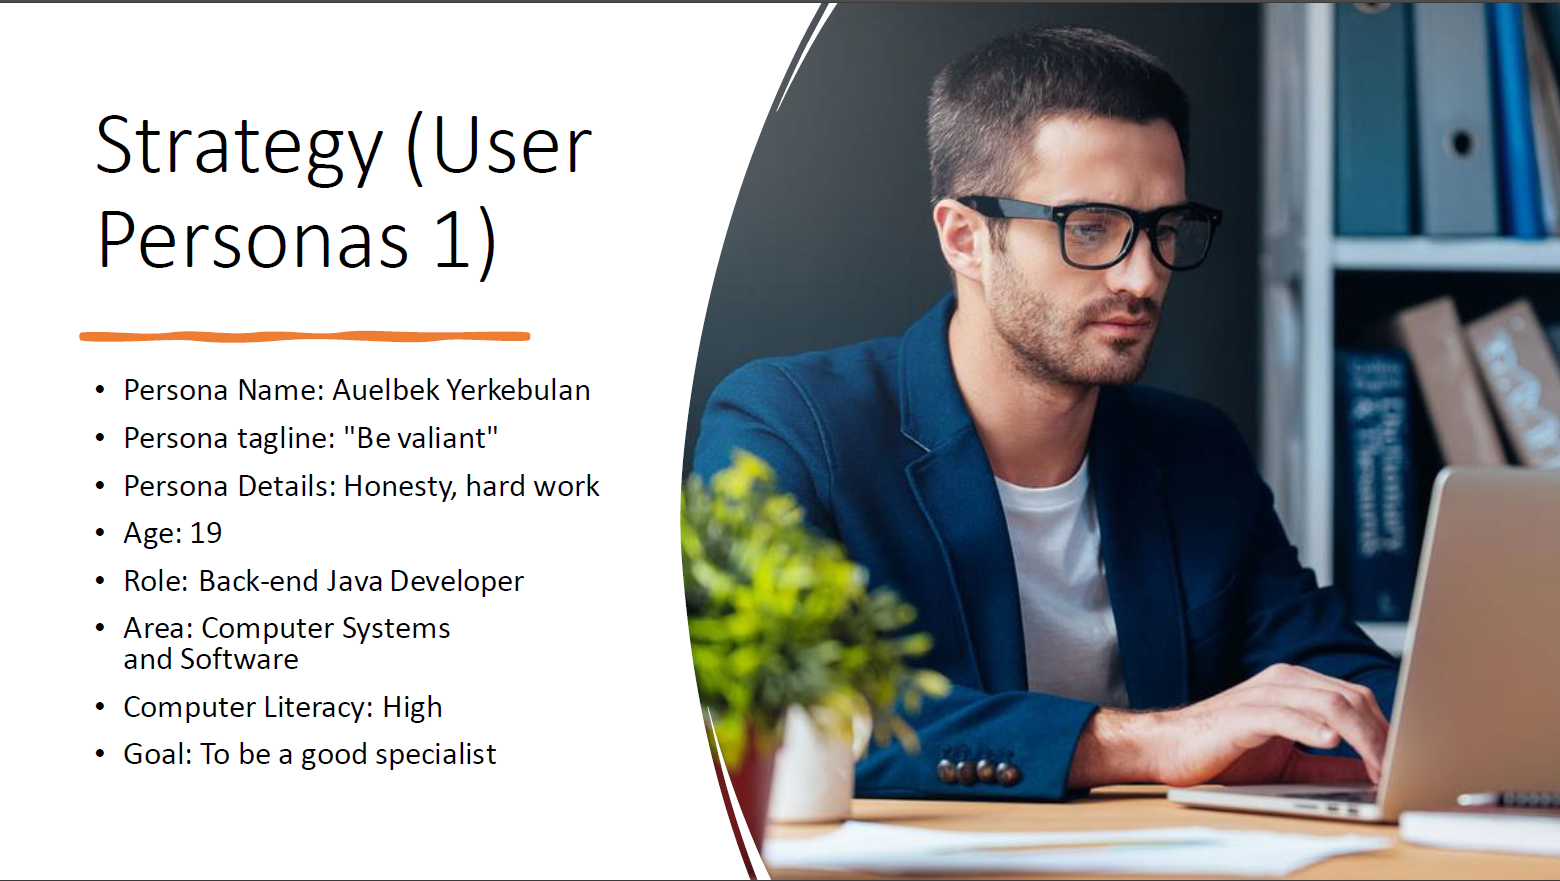 Strategy (User
Personas 1)
• Persona Name: Auelbek Yerkebulan
• Persona tagline: "Be valiant"
• Persona Details: Honesty, hard work
• Age: 19
• Role: Back-end Java Developer
• Area: Computer Systems
and Software
• Computer Literacy: High
• Goal: To be a good specialist